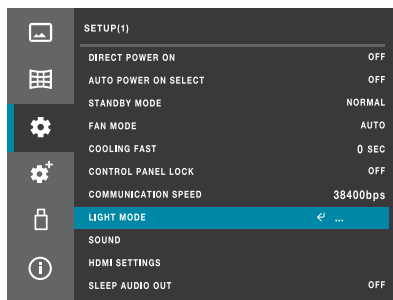 SETUP(1)
DIRECT POWER ON OFF
AUTO POWER ON SELECT OFF
STANDBY MODE NORMAL
FAN MODE AUTO
COOLING FAST 0 SEC
CONTROL PANEL LOCK OFF
COMMUNICATION SPEED 38400bps
LIGHT MODE ...
SOUND
HDMI SETTINGS
SLEEP AUDIO OUT OFF